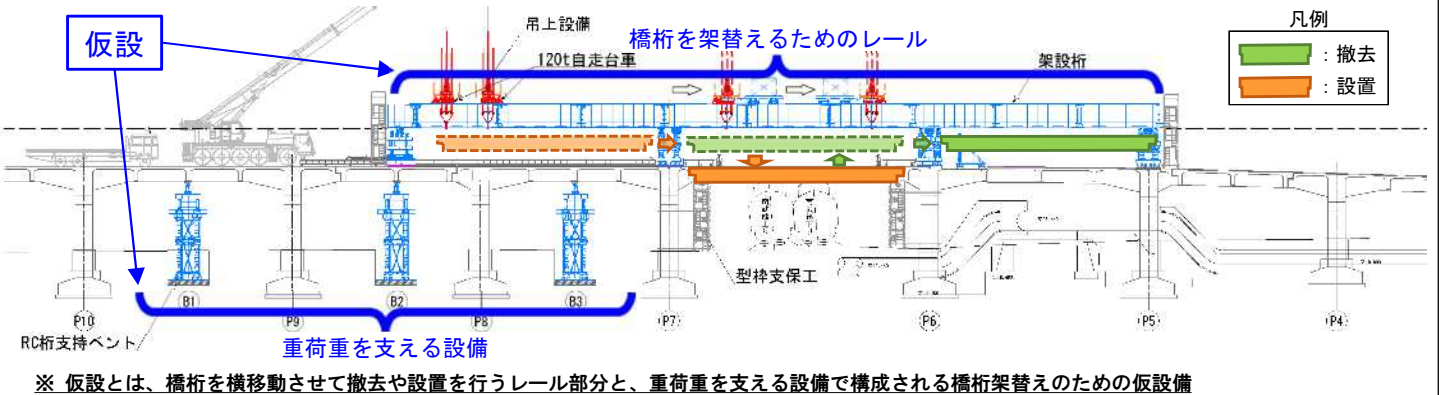 凡例
：撤去
：設置
仮設
吊上設備
橋桁を架替えるためのレール
120t自走台車
架設桁
型枠支保工
B1
B2
B3
P10
P9
P8
P7
P6
P5
P4
RC桁支持ベント
重荷重を支える設備
※ 仮設とは、橋桁を横移動させて撤去や設置を行うレール部分と、重荷重を支える設備で構成される橋桁架替えのための仮設備